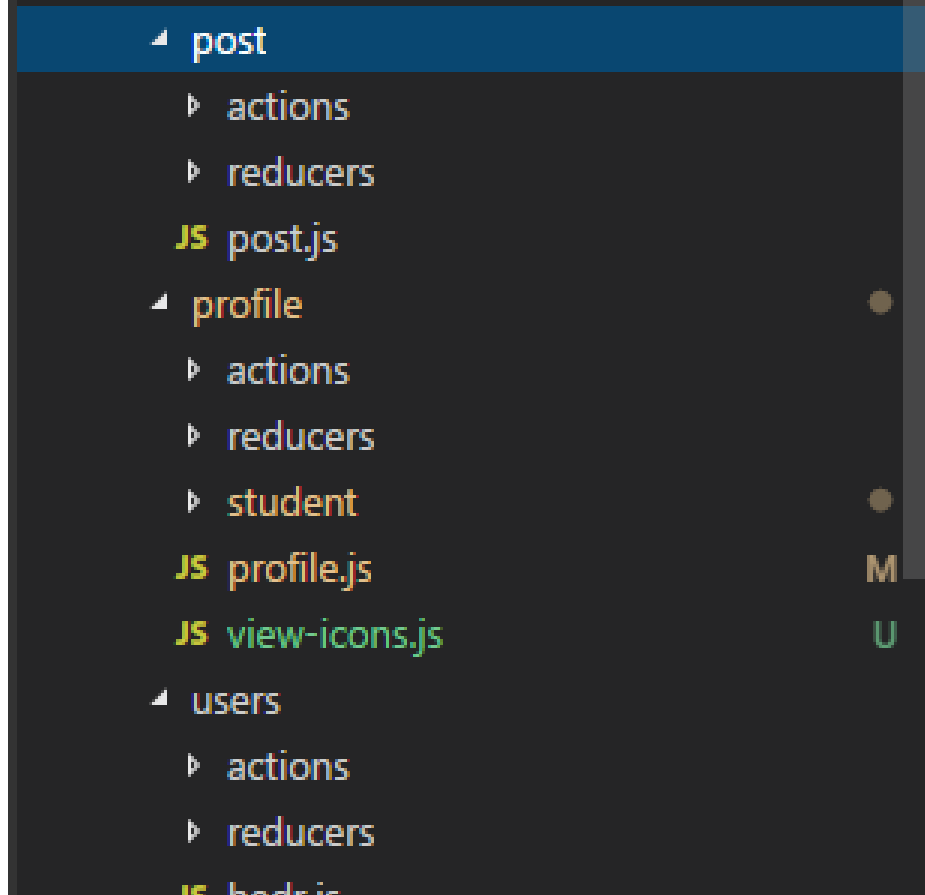 post
actions
reducers
JS post.js
profile
actions
reducers
student
JS profile.js M
JS view-icons.js U
users
actions
reducers